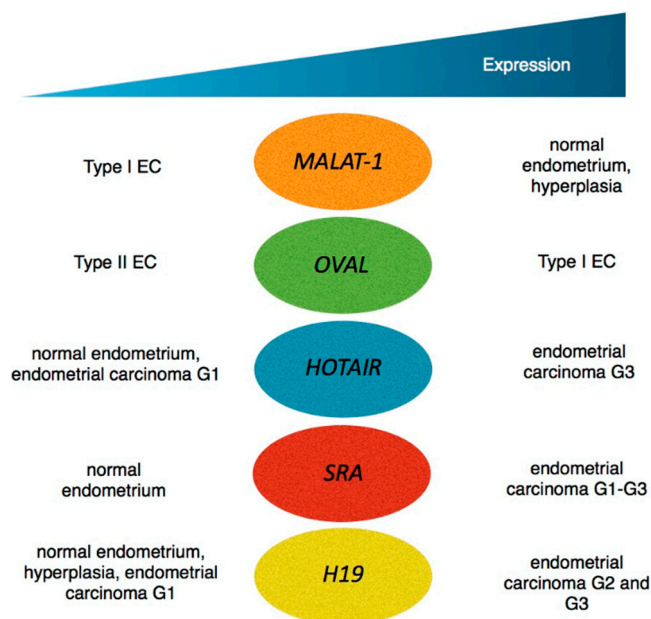 Expression
Type I EC
MALAT-1
normal
endometrium,
hyperplasia
Type II EC
OVAL
Type I EC
normal endometrium,
endometrial carcinoma G1
HOTAIR
endometrial
carcinoma G3
normal
endometrium
SRA
endometrial
carcinoma G1-G3
normal endometrium,
hyperplasia, endometrial
carcinoma G1
H19
endometrial
carcinoma G2 and
G3